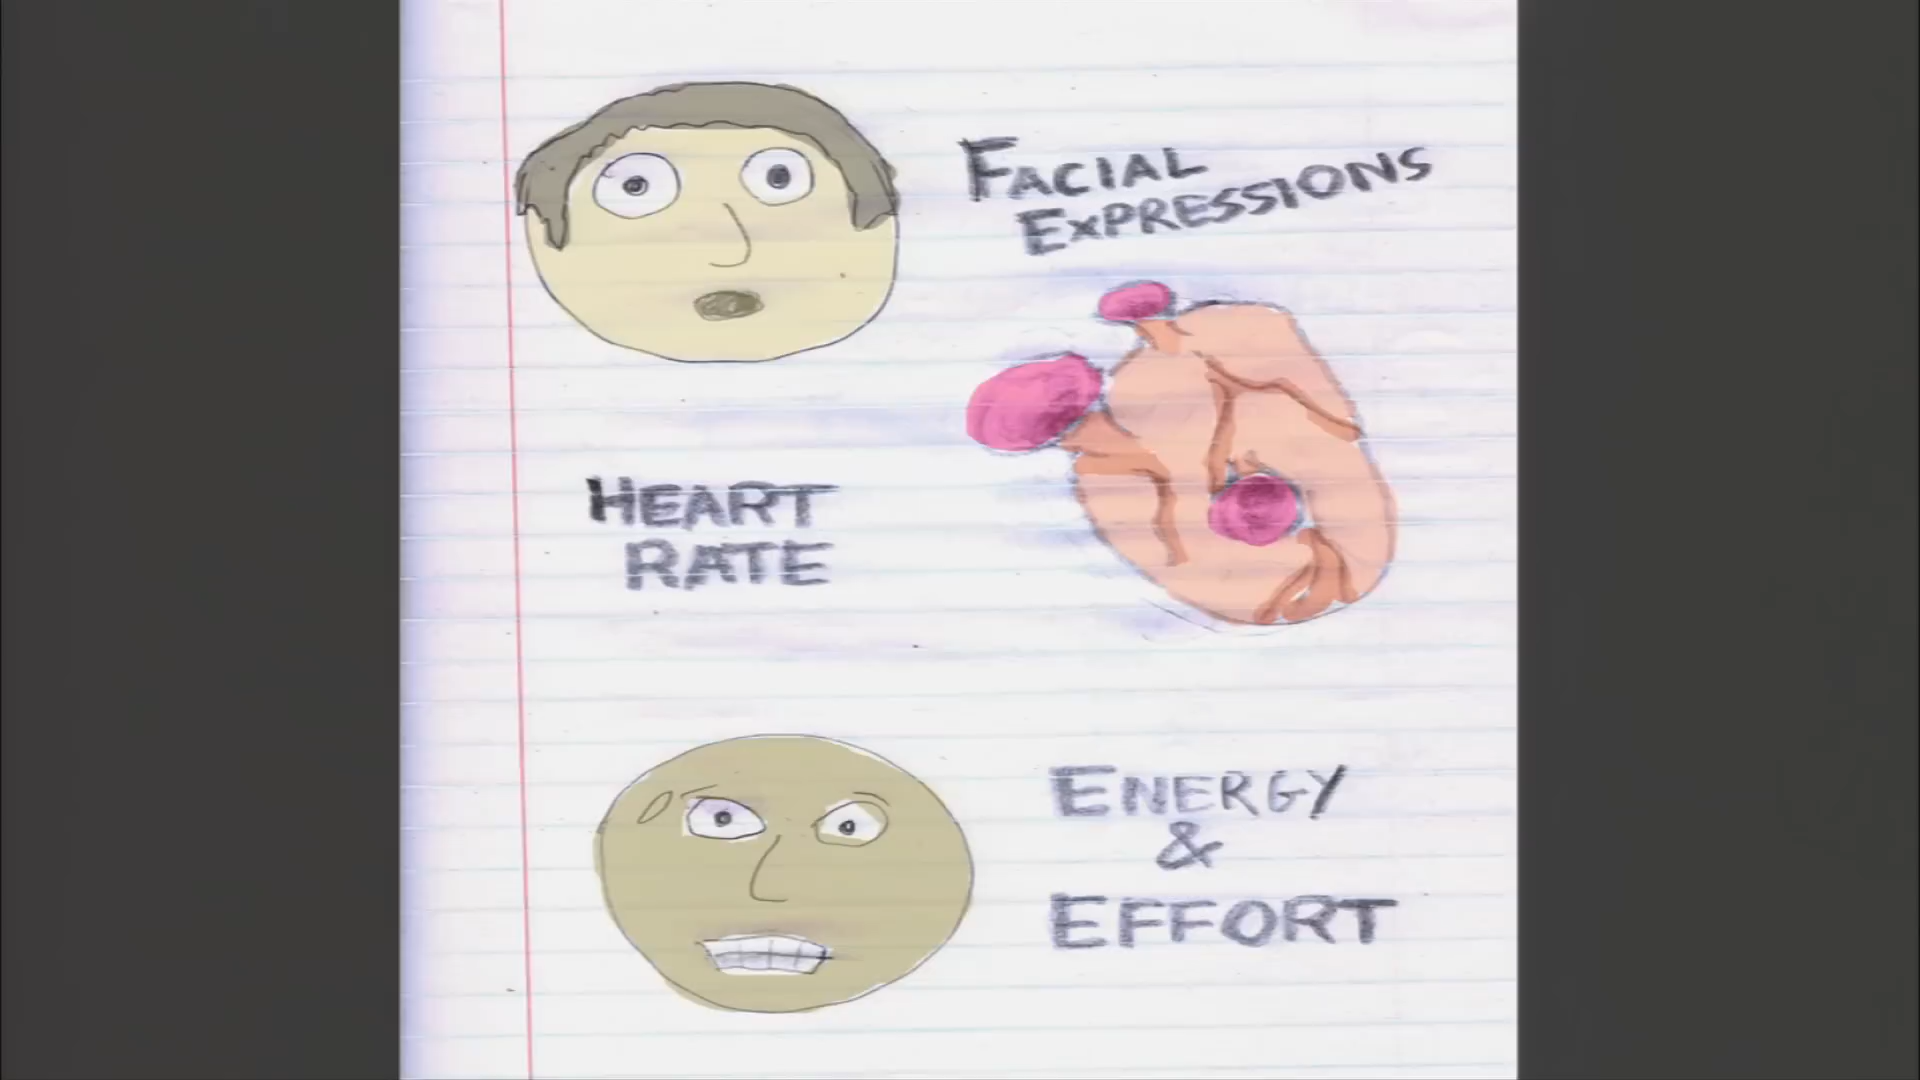 FACIAL
EXPRESSIONS
HEART
RATE
ENERGY
&
EFFORT